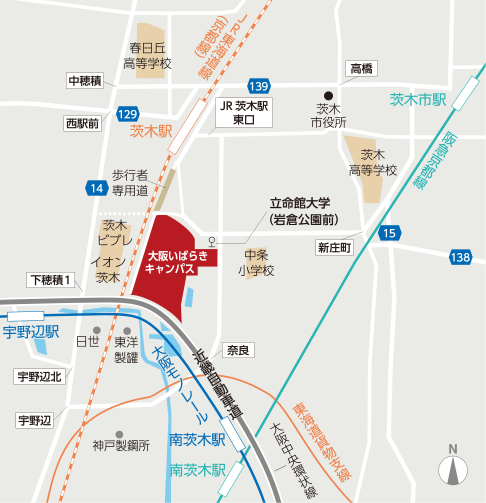 春日丘
高等学校
JR東海道線
(京都線)
中穂積
139
高橋
129
西駅前
茨木駅
JR 茨木駅
東口
茨木
市役所
茨木市駅
阪急京都線
茨木
高等学校
歩行者
専用道
14
立命館大学
(岩倉公園前)
茨木
ビブレ
イオン
茨木
大阪いばらき
キャンパス
中条
小学校
新庄町
15
138
下穂積1
宇野辺駅
日世
東洋
製罐
奈良
宇野辺北
大阪モノレール
近畿自動車道
宇野辺
神戸製鋼所
南茨木駅
南茨木駅
大阪中央環状線
東海道貨物支線
N